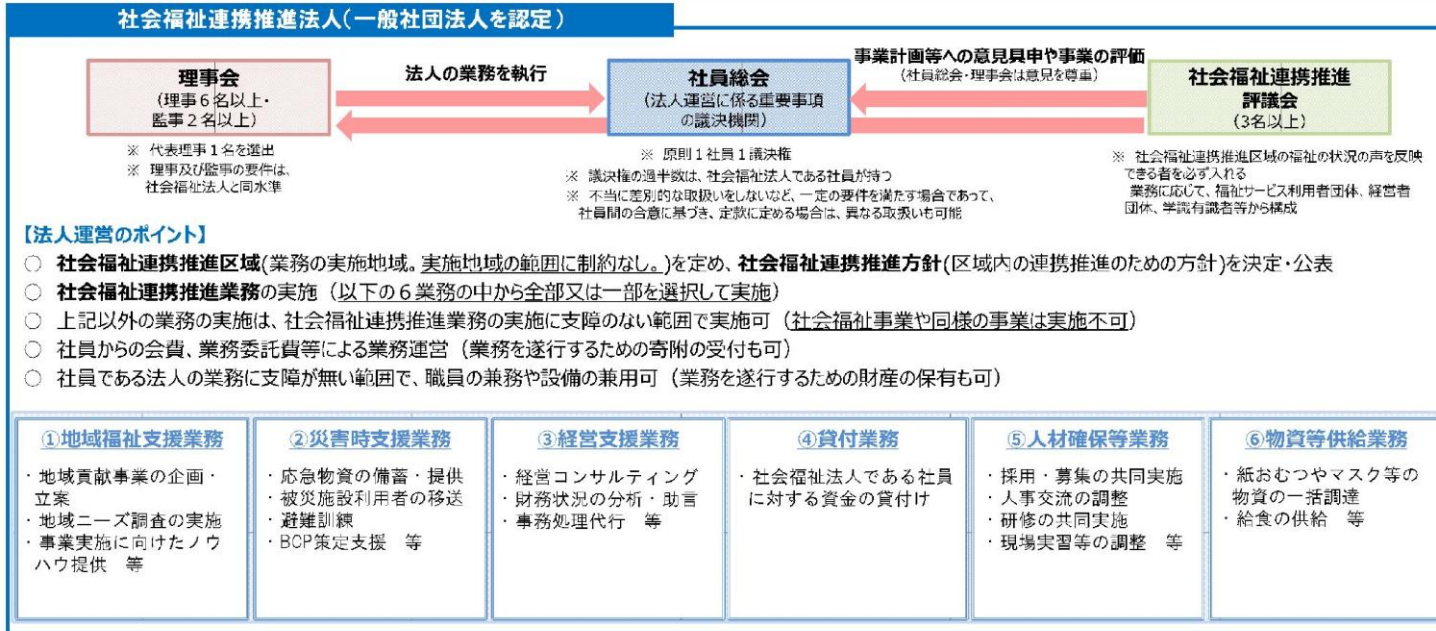 社会福祉連携推進法人(一般社団法人を認定)
理事会
(理事6名以上・
監事2名以上)
法人の業務を執行
社員総会
(法人運営に係る重要事項
の議決機関)
事業計画等への意見具申や事業の評価
(社員総会・理事会は意見を尊重)
社会福祉連携推進
評議会
(3名以上)
※ 代表理事1名を選出
※ 理事及び監事の要件は、
社会福祉法人と同水準
※ 原則1社員1議決権
※ 議決権の過半数は、社会福祉法人である社員が持つ
※ 不当に差別的な取扱いをしないなど、一定の要件を満たす場合であって、
社員間の合意に基づき、定款に定める場合は、異なる取扱いも可能
※ 社会福祉連携推進区域の福祉の状況の声を反映
できる者を必ず入れる
業務に応じて、福祉サービス利用者団体、経営者
団体、学識有識者等から構成
【法人運営のポイント】
○ 社会福祉連携推進区域(業務の実施地域。実施地域の範囲に制約なし。)を定め、社会福祉連携推進方針(区域内の連携推進のための方針)を決定・公表
○ 社会福祉連携推進業務の実施(以下の6業務の中から全部又は一部を選択して実施)
○ 上記以外の業務の実施は、社会福祉連携推進業務の実施に支障のない範囲で実施可(社会福祉事業や同様の事業は実施不可)
○ 社員からの会費、業務委託費等による業務運営(業務を遂行するための寄附の受付も可)
○ 社員である法人の業務に支障が無い範囲で、職員の兼務や設備の兼用可(業務を遂行するための財産の保有も可)
①地域福祉支援業務
・地域貢献事業の企画・
立案
・地域ニーズ調査の実施
・事業実施に向けたノウ
ハウ提供 等
②災害時支援業務
・応急物資の備蓄・提供
・被災施設利用者の移送
・避難訓練
・BCP策定支援 等
③経営支援業務
・経営コンサルティング
・財務状況の分析・助言
・事務処理代行 等
④貸付業務
・社会福祉法人である社員
に対する資金の貸付け
⑤人材確保等業務
・採用・募集の共同実施
・人事交流の調整
・研修の共同実施
・現場実習等の調整 等
⑥物資等供給業務
・紙おむつやマスク等の
物資の一括調達
・給食の供給 等